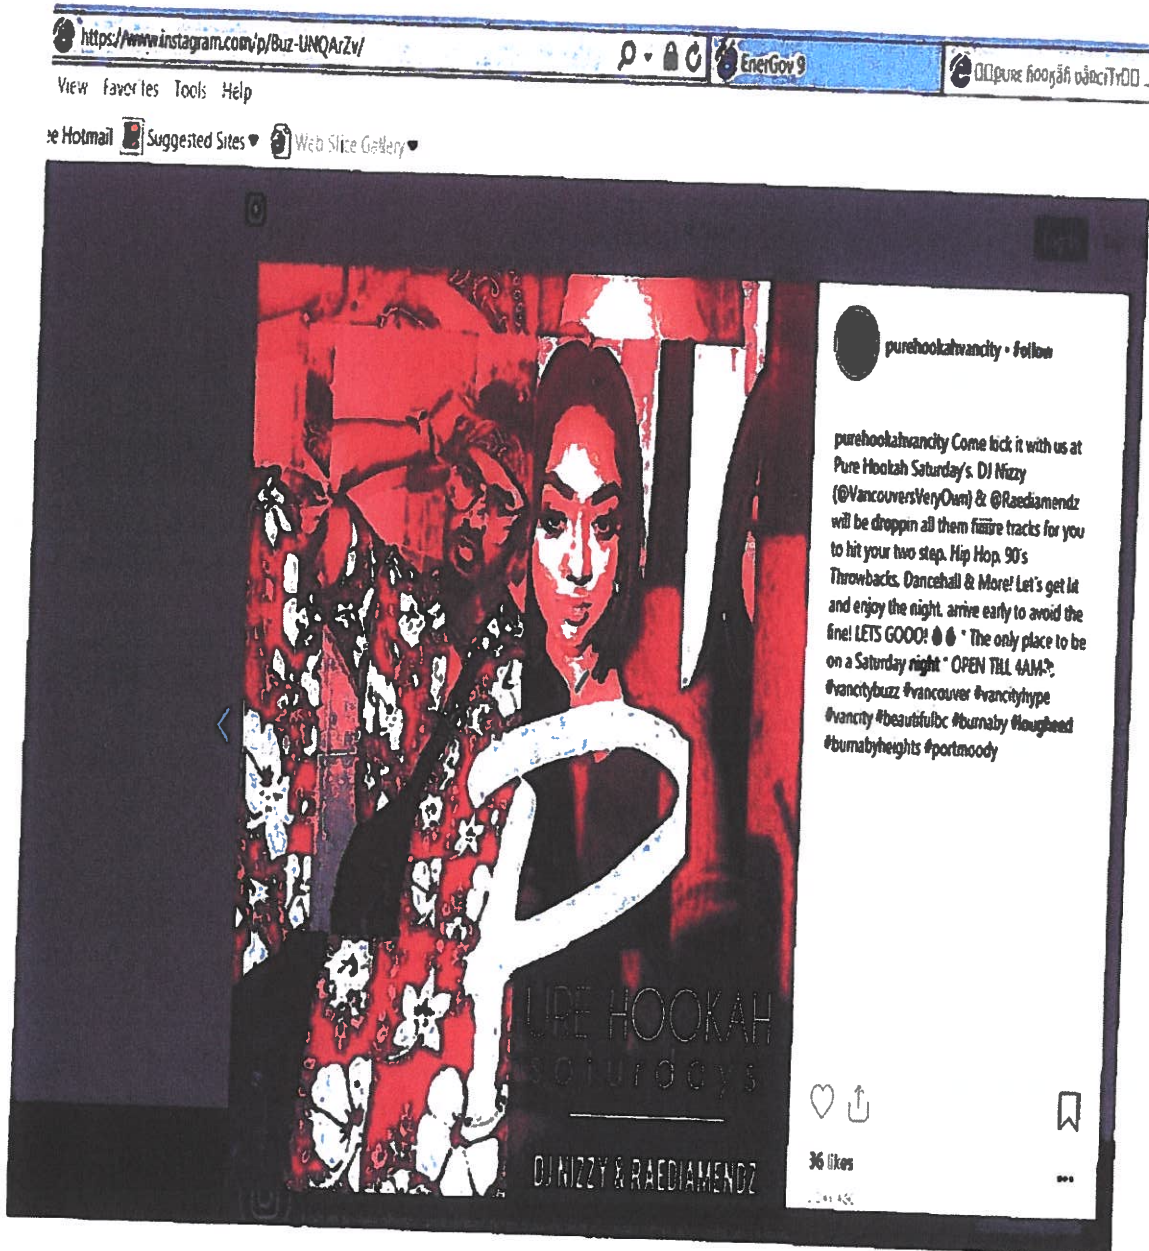 https://www.instagram.com/p/Buz-UNQArZv/
EnerGov 9
View Favorites Tools Help
Hotmail Suggested Sites Web Slice Gallery
purehookahvancity • Follow
purehookahvancity Come kick it with us at
Pure Hookah Saturday's. DJ Nizzy
(@VancouversVeryOwn) & @Raediamendz
will be droppin all them fiiiire tracks for you
to hit your two step. Hip Hop, 90's
Throwbacks, Dancehall & More! Let's get lit
and enjoy the night, arrive early to avoid the
line! LETS GOOO! * The only place to be
on a Saturday night * OPEN TILL 4AM
#vancitybuzz #vancouver #vancityhype
#vancity #beautifulbc #burnaby #lougheed
#burnabyheights #portmoody
PURE HOOKAH
saturdays
DJ NIZZY & RAEDIAMENDZ
36 likes